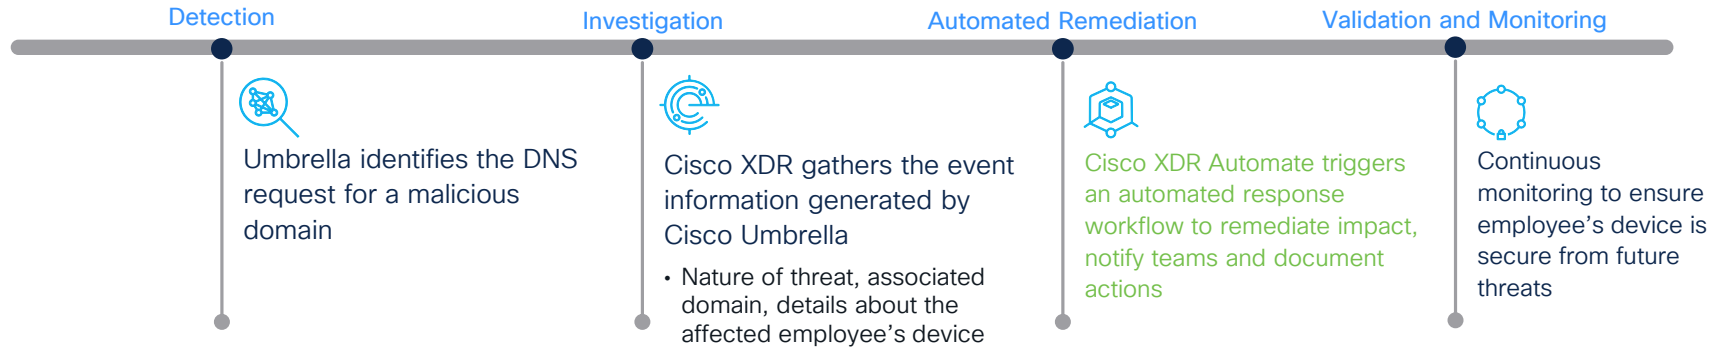 Detection
Investigation
Automated Remediation
Validation and Monitoring
Umbrella identifies the DNS
request for a malicious
domain
Cisco XDR gathers the event
information generated by
Cisco Umbrella
• Nature of threat, associated
domain, details about the
affected employee’s device
Cisco XDR Automate triggers
an automated response
workflow to remediate impact,
notify teams and document
actions
Continuous
monitoring to ensure
employee’s device is
secure from future
threats